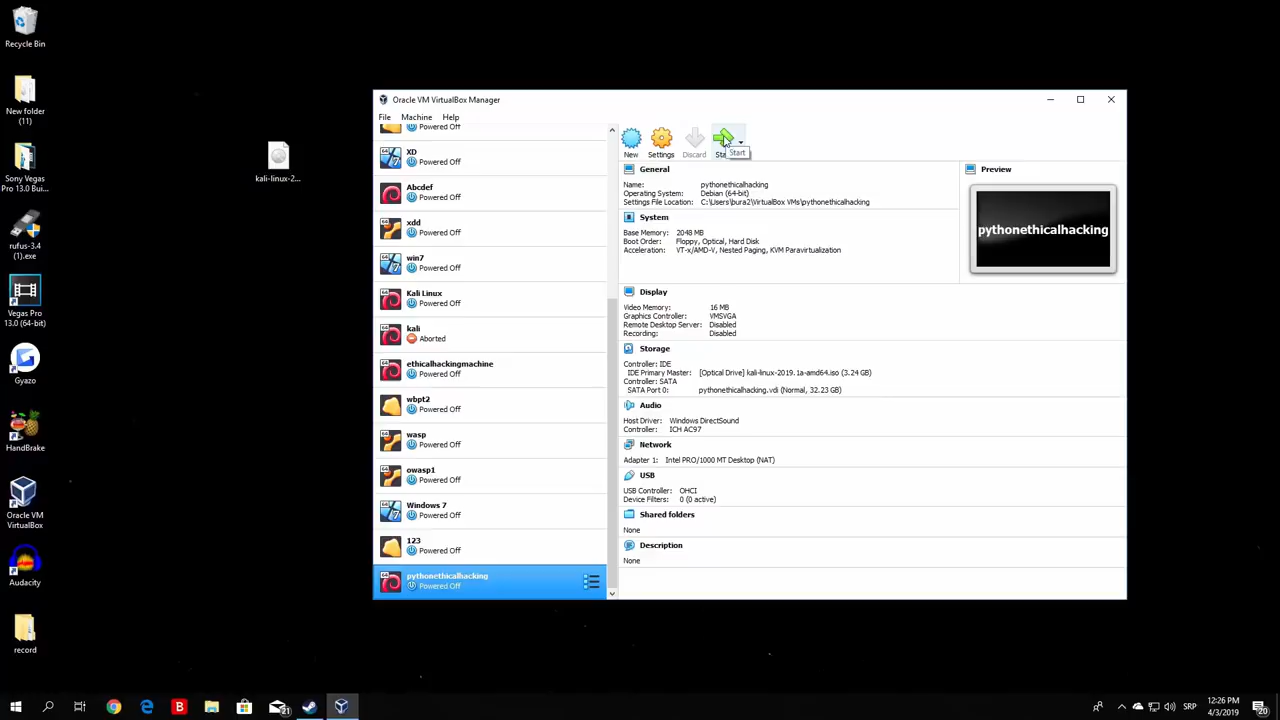 Recycle Bin
New folder
(11)
Sony Vegas
Pro 13.0 Bui...
rufus-3.4
(1).exe
Vegas Pro
13.0 (64-bit)
Gyazo
HandBrake
Oracle VM
VirtualBox
Audacity
record
kali-linux-2...
Oracle VM VirtualBox Manager
File Machine Help
Powered Off
XD
Powered Off
Abcdef
Powered Off
xdd
Powered Off
win7
Powered Off
Kali Linux
Powered Off
kali
Aborted
ethicalhackingmachine
Powered Off
wbpt2
Powered Off
wasp
Powered Off
owasp1
Powered Off
Windows 7
Powered Off
123
Powered Off
pythonethicalhacking
Powered Off
New Settings Discard Sta
Start
General
Name: pythonethicalhacking
Operating System: Debian (64-bit)
Settings File Location: C:\Users\bura2\VirtualBox VMs\pythonethicalhacking
System
Base Memory: 2048 MB
Boot Order: Floppy, Optical, Hard Disk
Acceleration: VT-x/AMD-V, Nested Paging, KVM Paravirtualization
Display
Video Memory: 16 MB
Graphics Controller: VMSVGA
Remote Desktop Server: Disabled
Recording: Disabled
Storage
Controller: IDE
IDE Primary Master: [Optical Drive] kali-linux-2019.1a-amd64.iso (3.24 GB)
Controller: SATA
SATA Port 0: pythonethicalhacking.vdi (Normal, 32.23 GB)
Audio
Host Driver: Windows DirectSound
Controller: ICH AC97
Network
Adapter 1: Intel PRO/1000 MT Desktop (NAT)
USB
USB Controller: OHCI
Device Filters: 0 (0 active)
Shared folders
None
Description
None
Preview
pythonethicalhacking
SRP
12:26 PM
4/3/2019